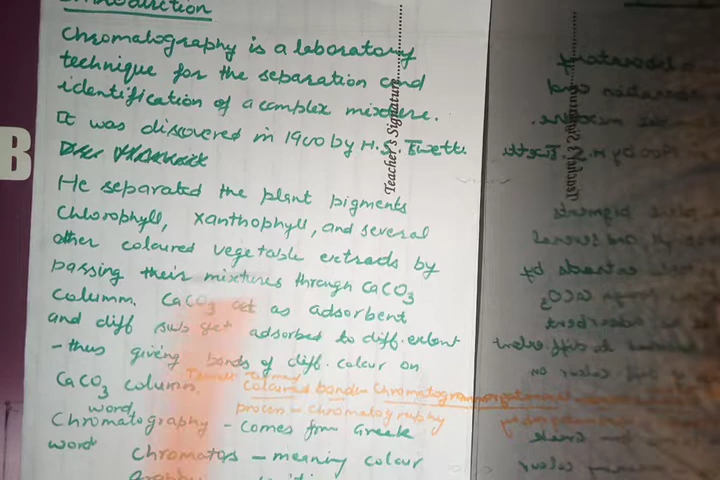 Introduction
Chromatography is a laboratory
technique for the separation and
identification of a complex mixture.
It was discovered in 1900 by H.S. Twett.
He separated the plant pigments
chlorophyll, xanthophyll, and several
other coloured vegetable extracts by
passing their mixtures through CaCO3
column. CaCO3 act as adsorbent
and diff sub get adsorbed to diff. extent
- thus giving bands of diff. colour on
CaCO3 column.
coloured bands - Chromatogram
process - chromatography
word
Chromatography - comes from Greek
word chromatos - meaning colour
Teacher's Signature
B